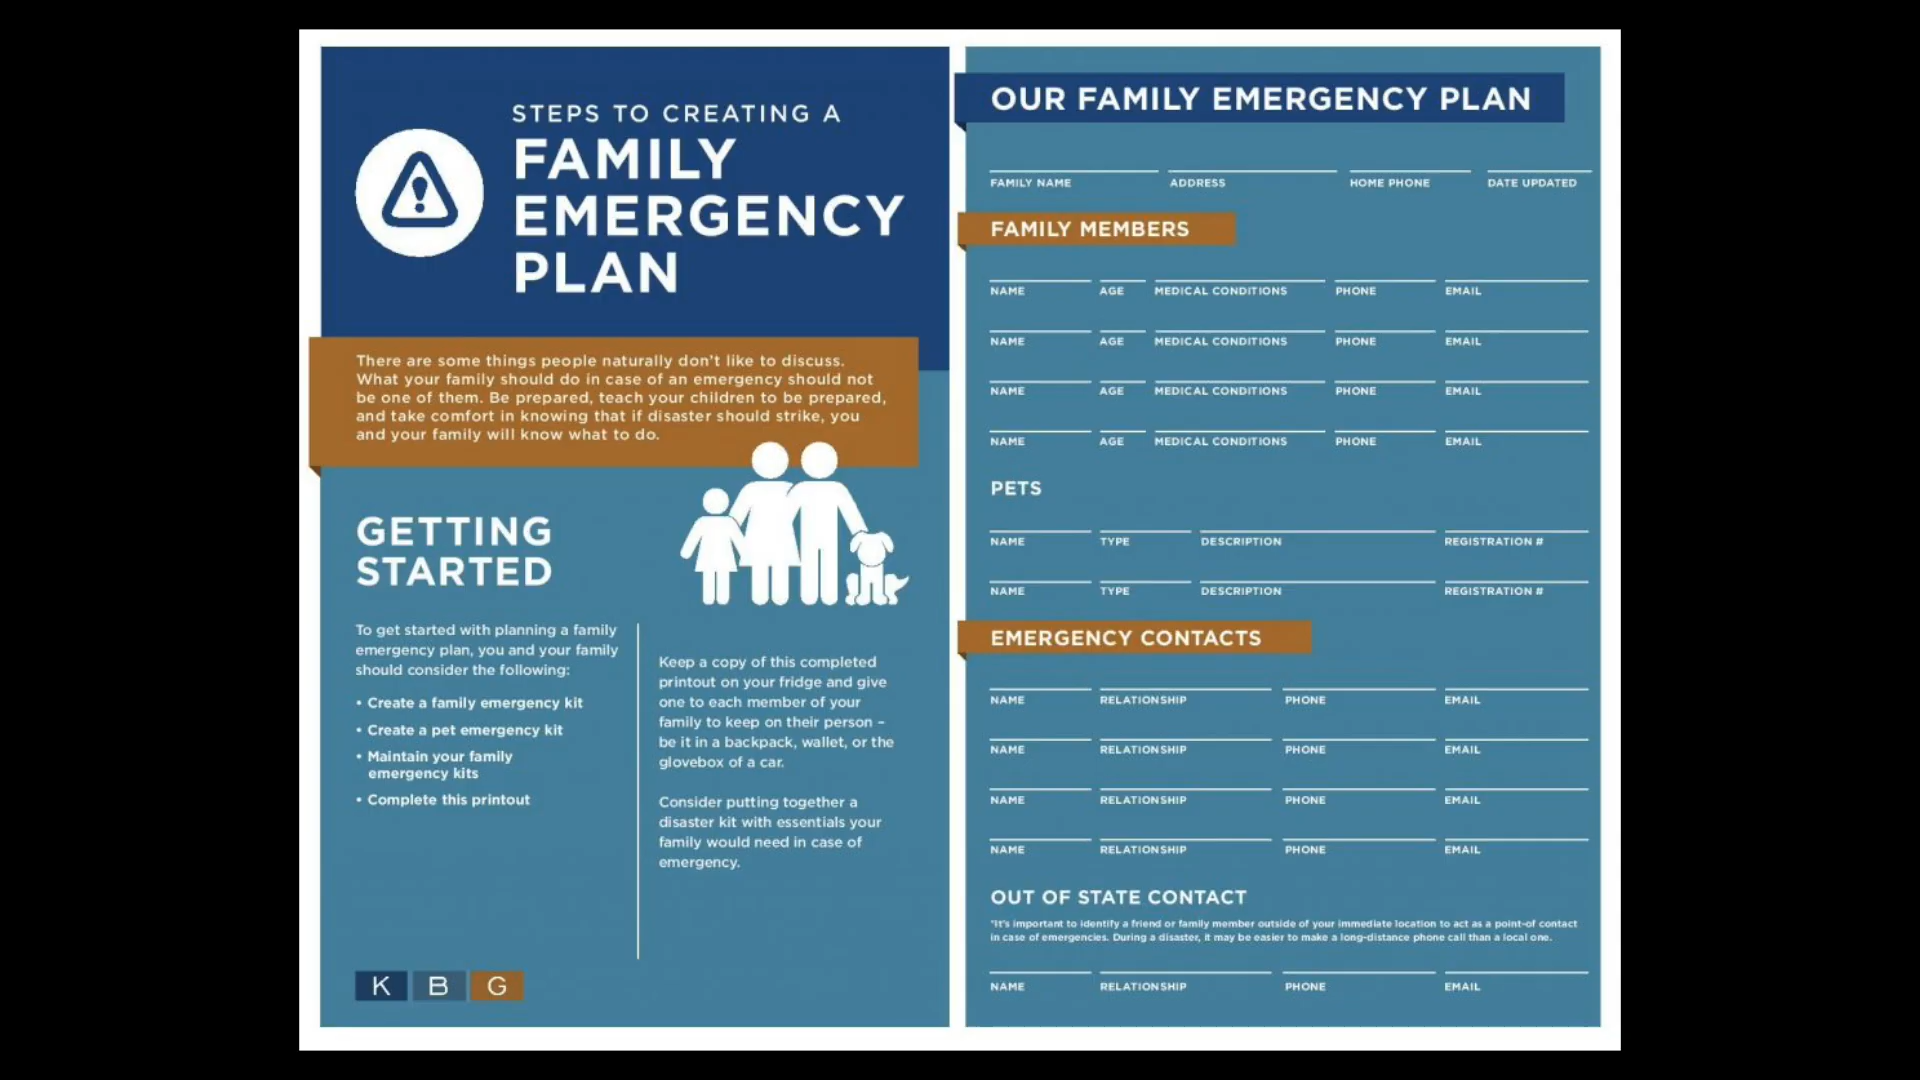 STEPS TO CREATING A
FAMILY
EMERGENCY
PLAN
There are some things people naturally don't like to discuss.
What your family should do in case of an emergency should not
be one of them. Be prepared, teach your children to be prepared,
and take comfort in knowing that if disaster should strike, you
and your family will know what to do.
GETTING
STARTED
To get started with planning a family
emergency plan, you and your family
should consider the following:
• Create a family emergency kit
• Create a pet emergency kit
• Maintain your family
emergency kits
• Complete this printout
Keep a copy of this completed
printout on your fridge and give
one to each member of your
family to keep on their person –
be it in a backpack, wallet, or the
glovebox of a car.
Consider putting together a
disaster kit with essentials your
family would need in case of
emergency.
K B G
OUR FAMILY EMERGENCY PLAN
FAMILY NAME ADDRESS HOME PHONE DATE UPDATED
FAMILY MEMBERS
NAME AGE MEDICAL CONDITIONS PHONE EMAIL
NAME AGE MEDICAL CONDITIONS PHONE EMAIL
NAME AGE MEDICAL CONDITIONS PHONE EMAIL
NAME AGE MEDICAL CONDITIONS PHONE EMAIL
PETS
NAME TYPE DESCRIPTION REGISTRATION #
NAME TYPE DESCRIPTION REGISTRATION #
EMERGENCY CONTACTS
NAME RELATIONSHIP PHONE EMAIL
NAME RELATIONSHIP PHONE EMAIL
NAME RELATIONSHIP PHONE EMAIL
NAME RELATIONSHIP PHONE EMAIL
OUT OF STATE CONTACT
*It's important to identify a friend or family member outside of your immediate location to act as a point-of contact
in case of emergencies. During a disaster, it may be easier to make a long-distance phone call than a local one.
NAME RELATIONSHIP PHONE EMAIL